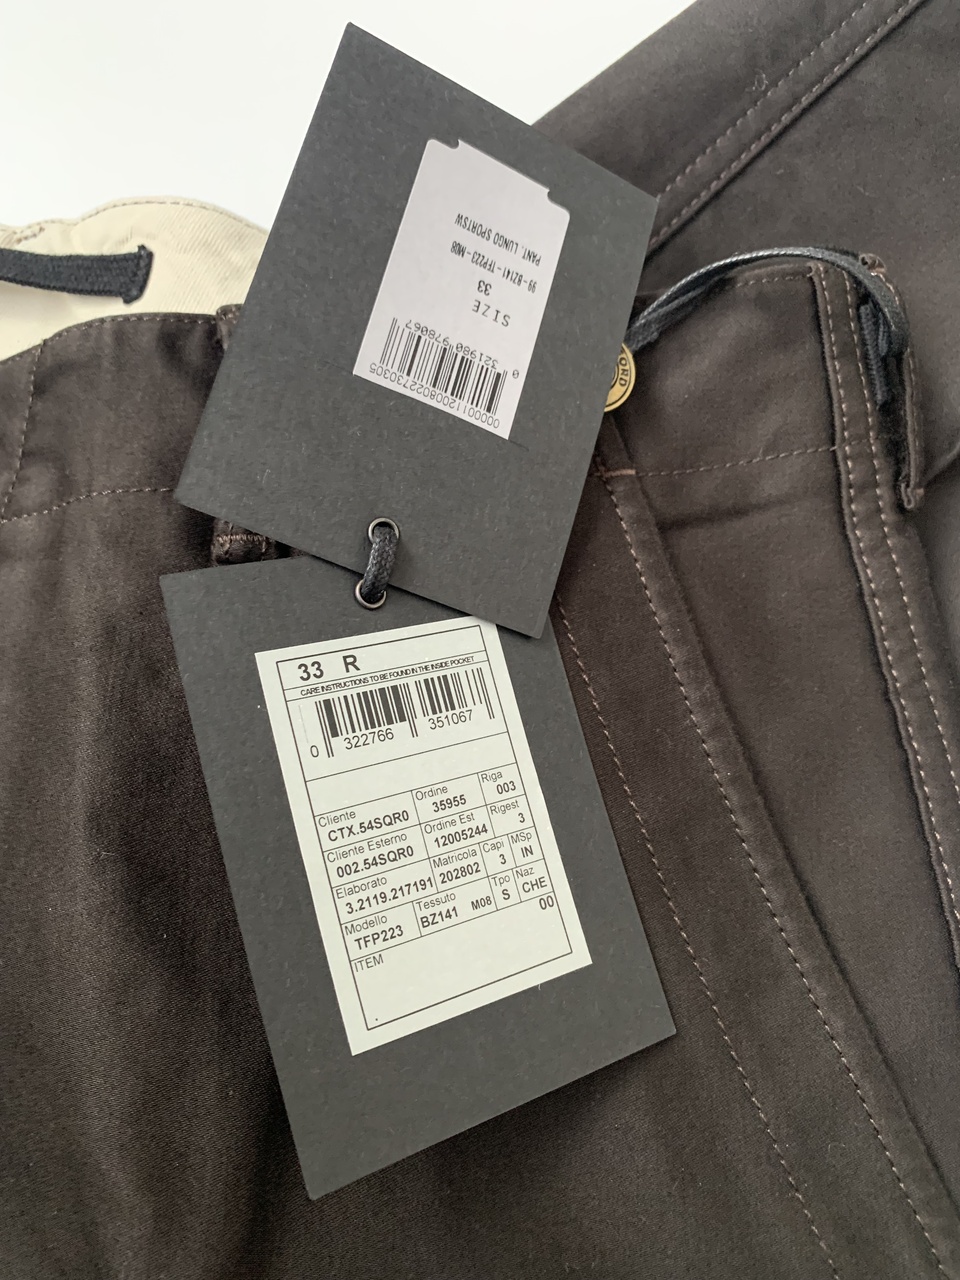 PANT. LUNGO SPORTSW
99 - BZ141 - TFP223 - M08
33
SIZE
0 321980 978067
00000112008022730305
ORD
33 R
CARE INSTRUCTIONS TO BE FOUND IN THE INSIDE POCKET
0 322766 351067
Cliente Ordine Riga
CTX.54SQR0 35955 003
Cliente Esterno Ordine Est Rigest
002.54SQR0 12005244 3
Elaborato Matricola Capi MSp
3.2119.217191 202802 3 IN
Modello Tessuto Tpo Naz
TFP223 BZ141 M08 S CHE
ITEM 00